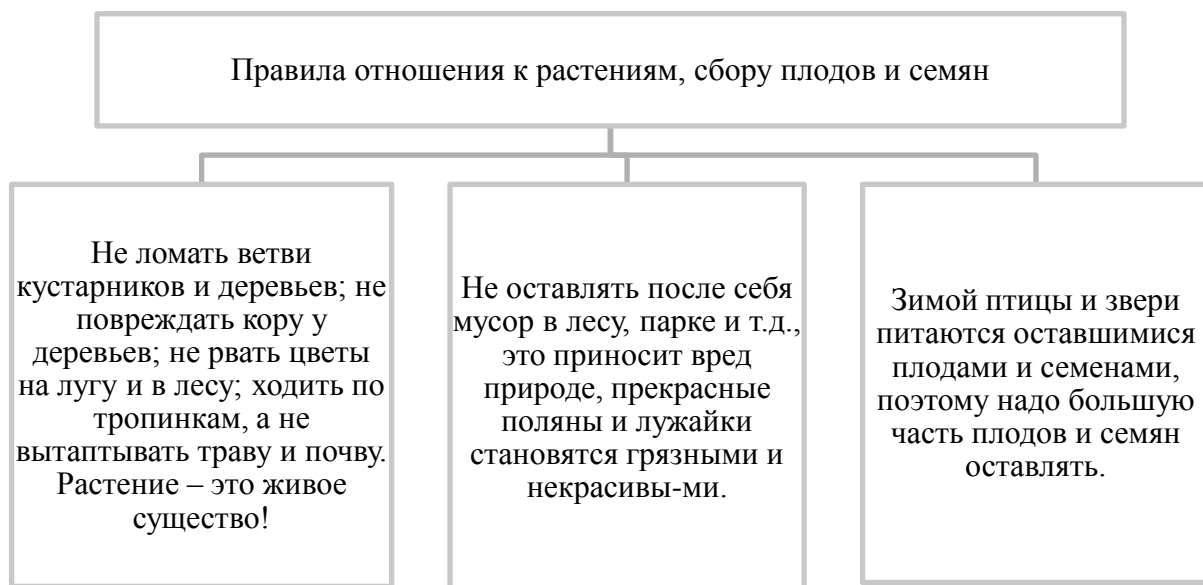 Правила отношения к растениям, сбору плодов и семян
Не ломать ветви
кустарников и деревьев; не
повреждать кору у
деревьев; не рвать цветы
на лугу и в лесу; ходить по
тропинкам, а не
вытаптывать траву и почву.
Растение – это живое
существо!
Не оставлять после себя
мусор в лесу, парке и т.д.,
это приносит вред
природе, прекрасные
поляны и лужайки
становятся грязными и
некрасивы-ми.
Зимой птицы и звери
питаются оставшимися
плодами и семенами,
поэтому надо большую
часть плодов и семян
оставлять.